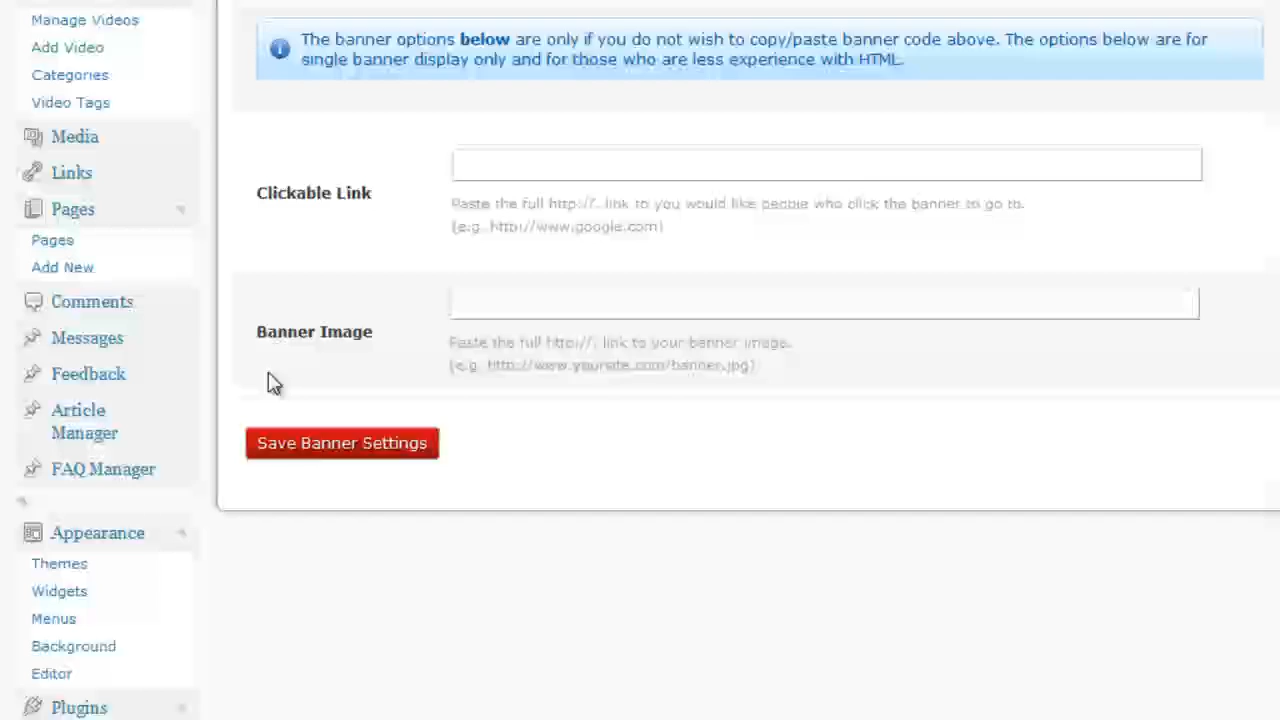 Manage Videos
Add Video
Categories
Video Tags
Media
Links
Pages
Pages
Add New
Comments
Messages
Feedback
Article
Manager
FAQ Manager
Appearance
Themes
Widgets
Menus
Background
Editor
Plugins
The banner options below are only if you do not wish to copy/paste banner code above. The options below are for
single banner display only and for those who are less experience with HTML.
Clickable Link
Paste the full http://. link to you would like people who click the banner to go to.
(e.g. http://www.google.com)
Banner Image
Paste the full http://. link to your banner image.
(e.g. http://www.yoursite.com/banner.jpg)
Save Banner Settings